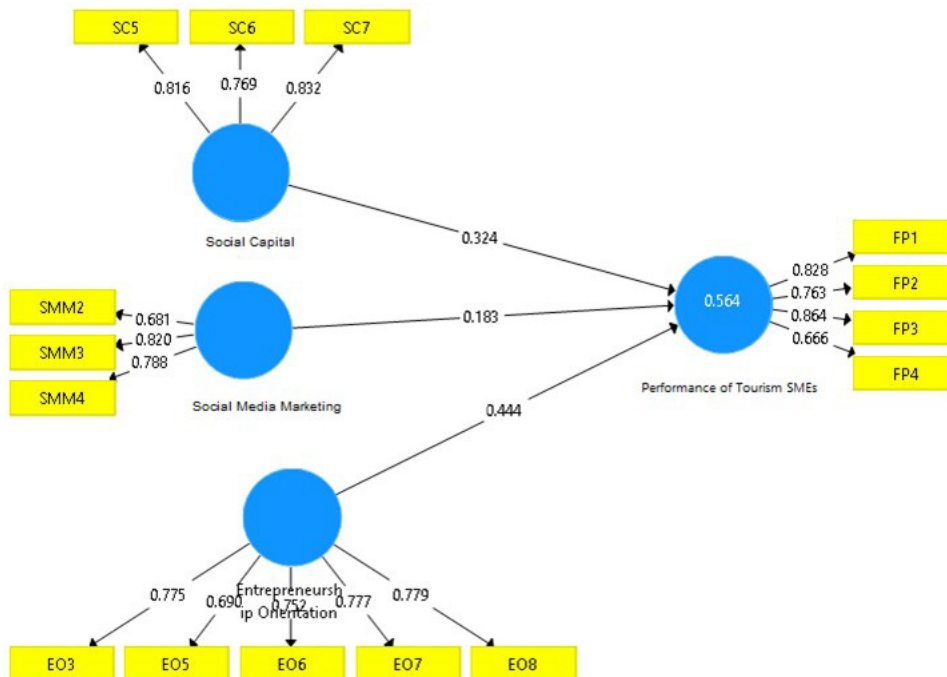 SC5 SC6 SC7
0.816 0.769 0.832
Social Capital
0.324
FP1
0.828
FP2
0.763
0.564
0.864
FP3
0.666
FP4
Performance of Tourism SMEs
SMM2
0.681
SMM3
0.820
0.788
SMM4
0.183
Social Media Marketing
0.444
Entrepreneursh
ip Orientation
0.775 0.690 0.752 0.777 0.779
EO3 EO5 EO6 EO7 EO8